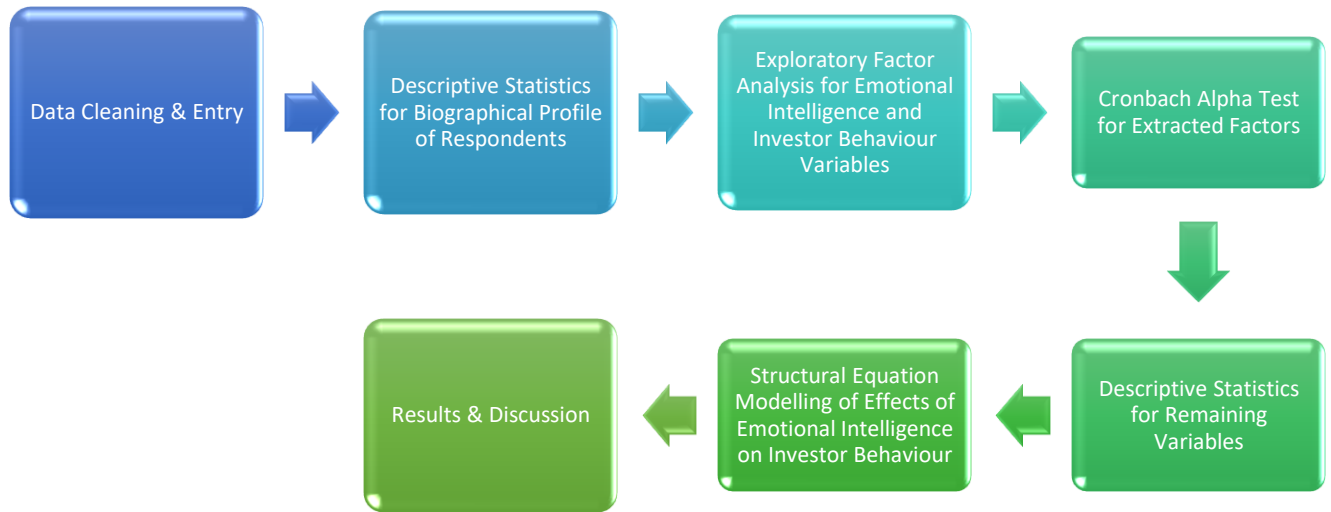 Data Cleaning & Entry
Descriptive Statistics
for Biographical Profile
of Respondents
Exploratory Factor
Analysis for Emotional
Intelligence and
Investor Behaviour
Variables
Cronbach Alpha Test
for Extracted Factors
Descriptive Statistics
for Remaining
Variables
Structural Equation
Modelling of Effects of
Emotional Intelligence
on Investor Behaviour
Results & Discussion